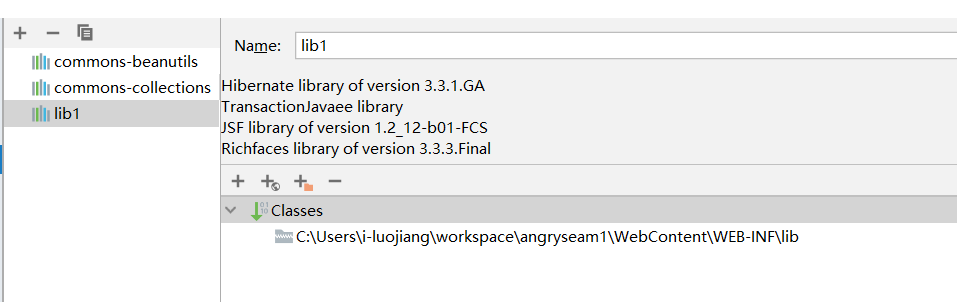 commons-beanutils
commons-collections
lib1
Name: lib1
Hibernate library of version 3.3.1.GA
TransactionJavaee library
JSF library of version 1.2_12-b01-FCS
Richfaces library of version 3.3.3.Final
Classes
C:\Users\i-luojiang\workspace\angryseam1\WebContent\WEB-INF\lib